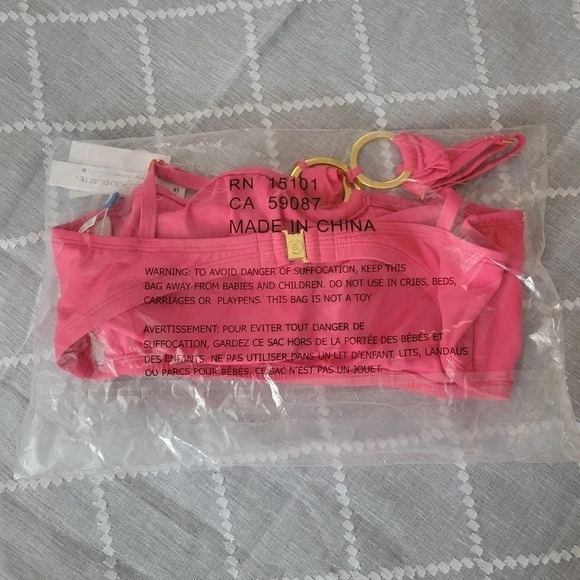 RN 15101
CA 59087
MADE IN CHINA
WARNING: TO AVOID DANGER OF SUFFOCATION, KEEP THIS
BAG AWAY FROM BABIES AND CHILDREN. DO NOT USE IN CRIBS, BEDS,
CARRIAGES OR PLAYPENS. THIS BAG IS NOT A TOY
AVERTISSEMENT: POUR EVITER TOUT DANGER DE
SUFFOCATION, GARDEZ CE SAC HORS DE LA PORTÉE DES BÉBÉS ET
DES ENFANTS. NE PAS UTILISER DANS UN LIT D'ENFANT, LITS, LANDAUS
OU PARCS POUR BÉBÉS. CE SAC N'EST PAS UN JOUET.